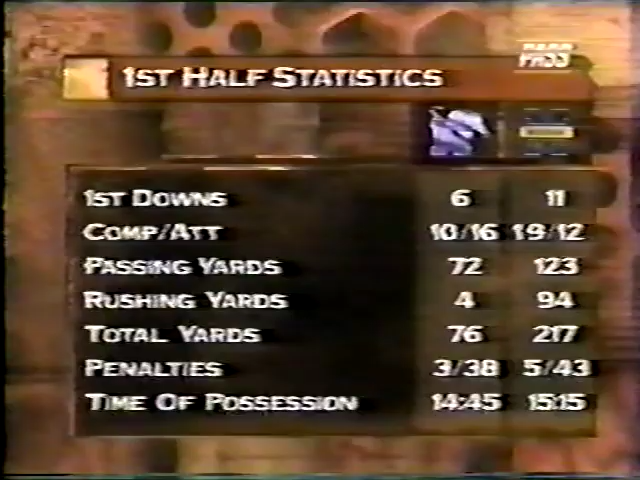 PASS
1ST HALF STATISTICS
1ST DOWNS 6 11
COMP/ATT 10/16 19/12
PASSING YARDS 72 123
RUSHING YARDS 4 94
TOTAL YARDS 76 217
PENALTIES 3/38 5/43
TIME OF POSSESSION 14:45 15:15